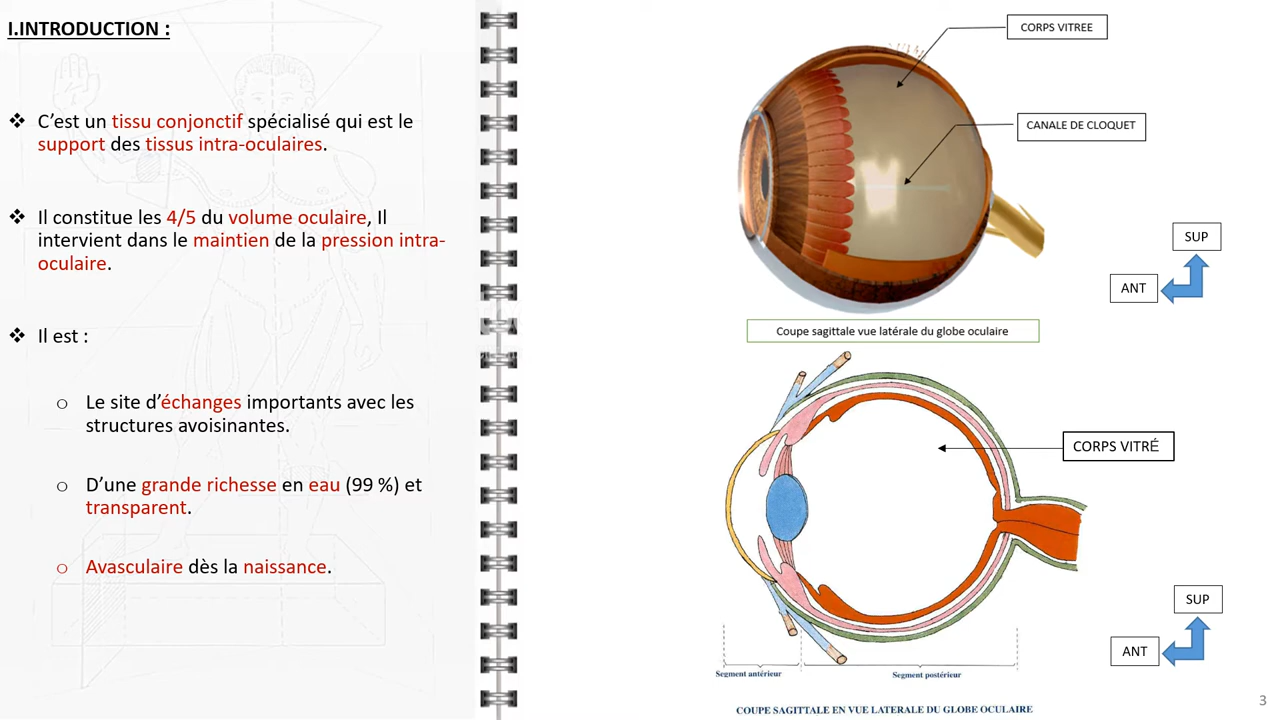 I.INTRODUCTION :
❖ C’est un tissu conjonctif spécialisé qui est le
support des tissus intra-oculaires.
❖ Il constitue les 4/5 du volume oculaire, Il
intervient dans le maintien de la pression intra-
oculaire.
❖ Il est :
o Le site d’échanges importants avec les
structures avoisinantes.
o D’une grande richesse en eau (99 %) et
transparent.
o Avasculaire dès la naissance.
CORPS VITREE
CANALE DE CLOQUET
SUP
ANT
Coupe sagittale vue latérale du globe oculaire
CORPS VITRÉ
SUP
ANT
Segment antérieur
Segment postérieur
COUPE SAGITTALE EN VUE LATERALE DU GLOBE OCULAIRE
3